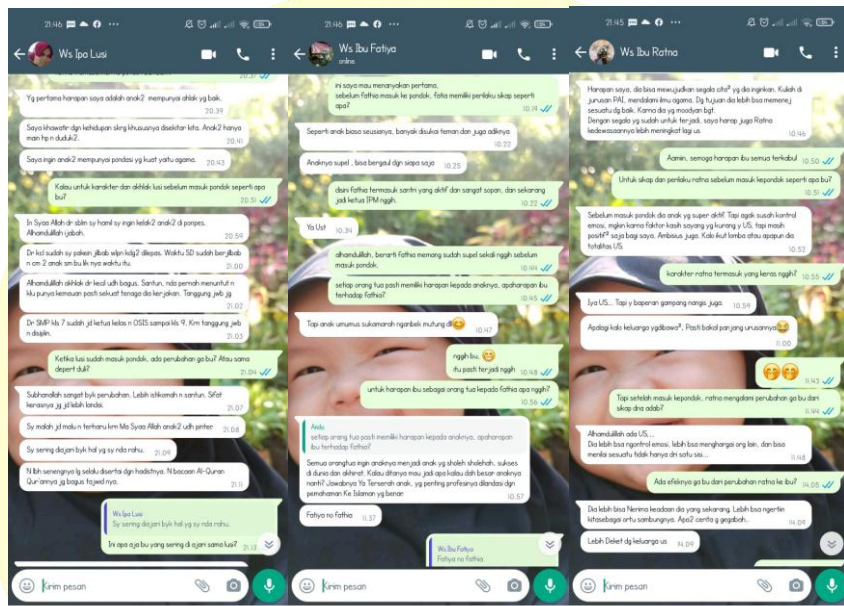 21.46
Ws Ipa Lusi
20.37
Yg pertama harapan saya adalah anak2 mempunyai ahlak yg baik.
20.39
Saya khawatir dgn kehidupan skrg khususnya disekitar kita. Anak2 hanya
main hp n duduk2.
20.41
Saya ingin anak2 mempunyai pondasi yg kuat yaitu agama.
20.43
Kalau untuk karakter dan akhlak lusi sebelum masuk pondok seperti apa
bu?
20.51
In Syaa Allah dr sblm sy hamil sy ingin kelak2 anak2 di ponpes.
Alhamdulillah ijabah.
20.59
Dr kcl sudah sy pakein jilbab wlpn kdg2 dilepas. Waktu SD sudah berjilbab
n cm 2 anak sm bu lik nya waktu itu.
21.00
Alhamdulillah akhlak dr kecil udh bagus. Santun, nda pernah menuntut n
klu punya kemauan pasti sekuat tenaga dia kerjakan. Tanggung jwb jg
21.02
Dr SMP kls 7 sudah jd ketua kelas n OSIS sampai kls 9. Krn tanggung jwb
n disiplin.
21.03
Ketika lusi sudah masuk pondok, ada perubahan ga bu? Atau sama
depert duk?
21.04
Subhanallah sangat byk perubahan. Lebih istikomah n santun. Sifat
kerasnya jg jd lebih landai.
21.07
Sy malah jd malu n terharu krn Ma Syaa Allah anak2 udh pinter
21.08
Sy sering diajari byk hal yg sy nda rahu.
21.09
N lbh senengnya lg selalu disertai dgn hadistnya. N bacaan Al-Quran
Qur'annya jg bagus tajwid nya.
21.11
Ws Ipa Lusi
Sy sering diajari byk hal yg sy nda rahu.
Ini apa aja bu yang sering di ajari sama lusi?
21.13
Kirim pesan
21.46
Ws Ibu Fatiya
online
ini saya mau menanyakan pertama,
sebelum fathia masuk ke pondok, fatia memiliki perilaku sikap seperti
apa?
10.19
Seperti anak biasa seusianya, banyak disuka teman dan juga adiknya
10.22
Anaknya supel , bisa bergaul dgn siapa saja
10.25
disini fathia termasuk santri yang aktif dan sangat sopan, dan sekarang
jadi ketua IPM nggih.
10.22
Ya Ust
10.34
alhamdulillah, berarti fathia memang sudah supel sekali nggih sebelum
masuk pondok.
10.44
setiap orang tua pasti memiliki harapan kepada anaknya, apaharapan ibu
terhadap fathia?
10.45
Tapi anak umumus sukamarah ngambek mutung dll
10.47
nggih bu,
itu pasti terjadi nggih
10.48
untuk harapan ibu sebagai orang tua kepada fathia apa nggih?
10.56
Anda
setiap orang tua pasti memiliki harapan kepada anaknya, apaharapan
ibu terhadap fathia?
Semua orangtua ingin anaknya menjadi anak yg sholeh sholehah, sukses
di dunia dan akhirat. Kalau ditanya mau jadi apa kalau dah besar anaknya
nanti? Jawabnya Ya Terserah anak, yg penting profesinya dilandasi dgn
pemahaman Ke Islaman yg benar.
10.57
Fatiya no fathia
11.37
Ws Ibu Fatiya
Fatiya no fathia
Kirim pesan
21.45
Ws Ibu Ratna
Harapan saya, dia bisa mewujudkan segala cita² yg dia inginkan. Kuliah di
jurusan PAI, mendalami ilmu agama. Dg tujuan dia lebih bisa memenej
sesuatu dg baik. Karna dia yg moodyan bgt.
Dengan segala yg sudah untuk terjadi, saya harap juga Ratna
kedewasaannya lebih meningkat lagi us.
10.46
Aamin, semoga harapan ibu semua terkabul
10.50
Untuk sikap dan perilaku ratna sebelum masuk kepondok seperti apa bu?
10.51
Sebelum masuk pondok dia anak yg super aktif. Tapi agak susah kontrol
emosi, mgkin karna faktor kasih sayang yg kurang y US, tapi masih
positif² saja bagi saya. Ambisius juga. Kalo ikut lomba atau apapun dia
totalitas US.
10.52
karakter ratna termasuk yang keras nggih?
10.55
Iya US... Tapi y baperan gampang nangis juga.
10.59
Apalagi kalo keluarga ygdibawa². Pasti bakal panjang urusannya
11.00
11.43
Tapi setelah masuk kepondok, ratna mengalami perubahan ga bu dari
sikap dna adab?
11.44
Alhamdulillah ada US,,,
Dia lebih bisa ngontrol emosi, lebih bisa menghargai org lain, dan bisa
menilai sesuatu tidak hanya dri satu sisi...
11.48
Ada efeknya ga bu dari perubahan ratna ke ibu?
14.05
Dia lebih bisa Nerima keadaan dia yang sekarang. Lebih bisa ngertiin
kitasebagai ortu sambungnya. Apa2 cerita g gegabah..
14.09
Lebih Deket dg keluarga us
14.09
Kirim pesan